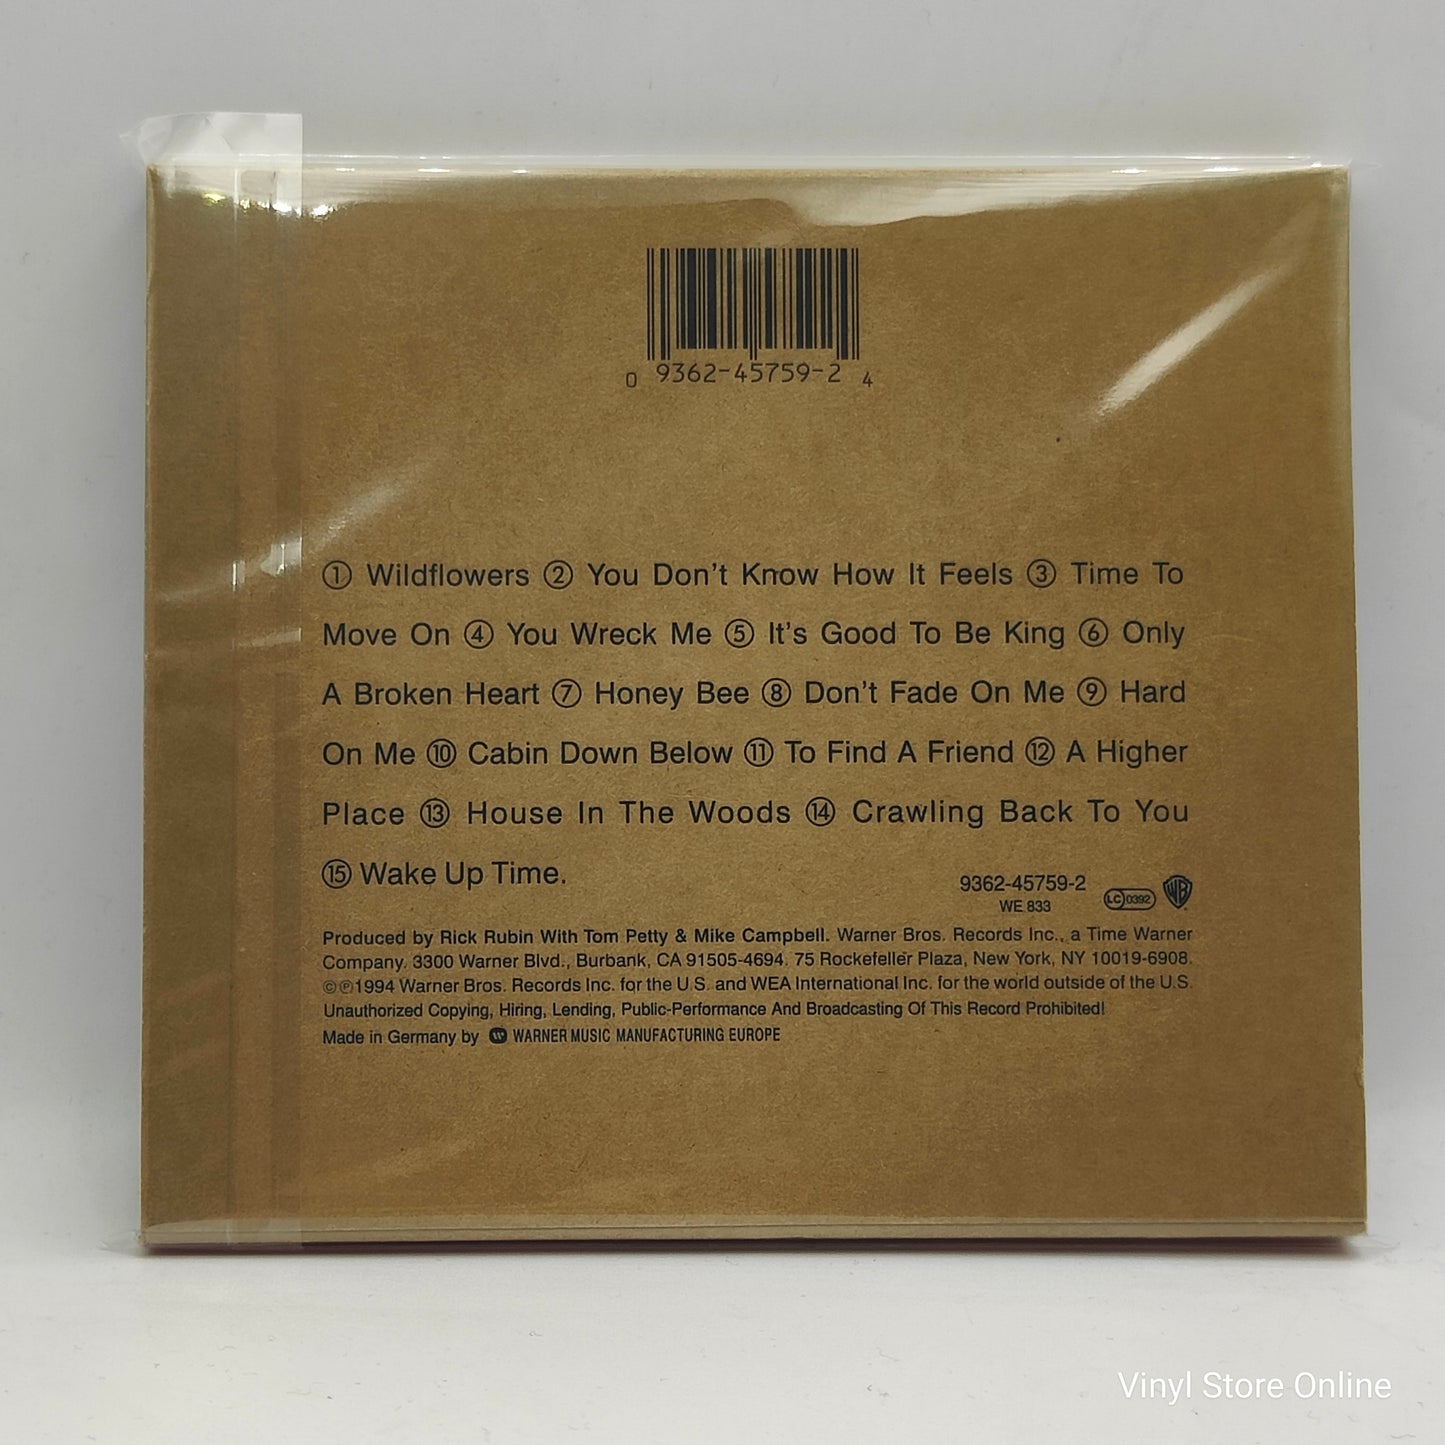 0 9362-45759-2 4
① Wildflowers ② You Don't Know How It Feels ③ Time To
Move On ④ You Wreck Me ⑤ It's Good To Be King ⑥ Only
A Broken Heart ⑦ Honey Bee ⑧ Don't Fade On Me ⑨ Hard
On Me ⑩ Cabin Down Below ⑪ To Find A Friend ⑫ A Higher
Place ⑬ House In The Woods ⑭ Crawling Back To You
⑮ Wake Up Time.
9362-45759-2
WE 833
LC 0392
WB
Produced by Rick Rubin With Tom Petty & Mike Campbell. Warner Bros. Records Inc., a Time Warner
Company. 3300 Warner Blvd., Burbank, CA 91505-4694. 75 Rockefeller Plaza, New York, NY 10019-6908.
©℗1994 Warner Bros. Records Inc. for the U.S. and WEA International Inc. for the world outside of the U.S.
Unauthorized Copying, Hiring, Lending, Public-Performance And Broadcasting Of This Record Prohibited!
Made in Germany by WARNER MUSIC MANUFACTURING EUROPE
Vinyl Store Online